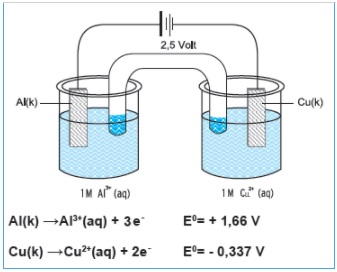 2,5 Volt
Al(k)
Cu(k)
1M Al³⁺ (aq)
1M Cu²⁺ (aq)
Al(k) →Al³⁺(aq) + 3e⁻ E⁰= + 1,66 V
Cu(k) →Cu²⁺(aq) + 2e⁻ E⁰= - 0,337 V